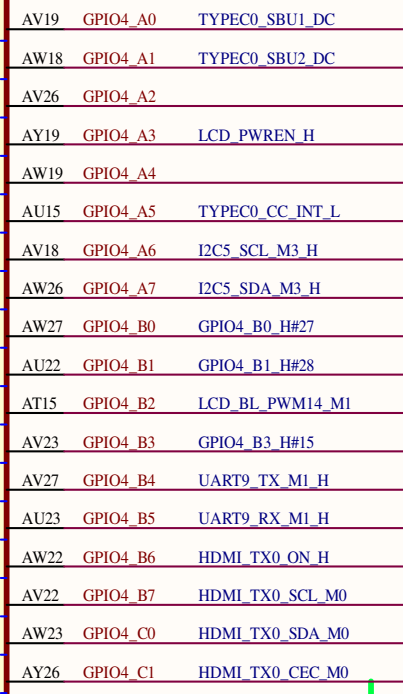 AV19 GPIO4_A0 TYPEC0_SBU1_DC
AW18 GPIO4_A1 TYPEC0_SBU2_DC
AV26 GPIO4_A2
AY19 GPIO4_A3 LCD_PWREN_H
AW19 GPIO4_A4
AU15 GPIO4_A5 TYPEC0_CC_INT_L
AV18 GPIO4_A6 I2C5_SCL_M3_H
AW26 GPIO4_A7 I2C5_SDA_M3_H
AW27 GPIO4_B0 GPIO4_B0_H#27
AU22 GPIO4_B1 GPIO4_B1_H#28
AT15 GPIO4_B2 LCD_BL_PWM14_M1
AV23 GPIO4_B3 GPIO4_B3_H#15
AV27 GPIO4_B4 UART9_TX_M1_H
AU23 GPIO4_B5 UART9_RX_M1_H
AW22 GPIO4_B6 HDMI_TX0_ON_H
AV22 GPIO4_B7 HDMI_TX0_SCL_M0
AW23 GPIO4_C0 HDMI_TX0_SDA_M0
AY26 GPIO4_C1 HDMI_TX0_CEC_M0